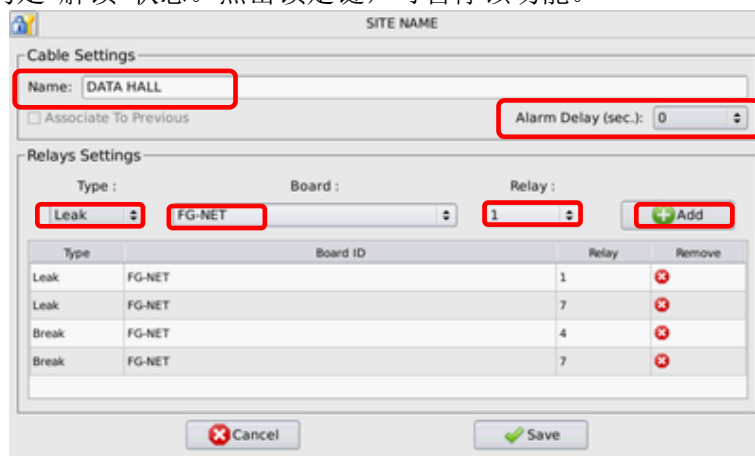 SITE NAME
Cable Settings
Name: DATA HALL
Associate To Previous
Alarm Delay (sec.): 0
Relays Settings
Type : Board : Relay :
Leak FG-NET 1 Add
Type Board ID Relay Remove
Leak FG-NET 1
Leak FG-NET 7
Break FG-NET 4
Break FG-NET 7
Cancel Save